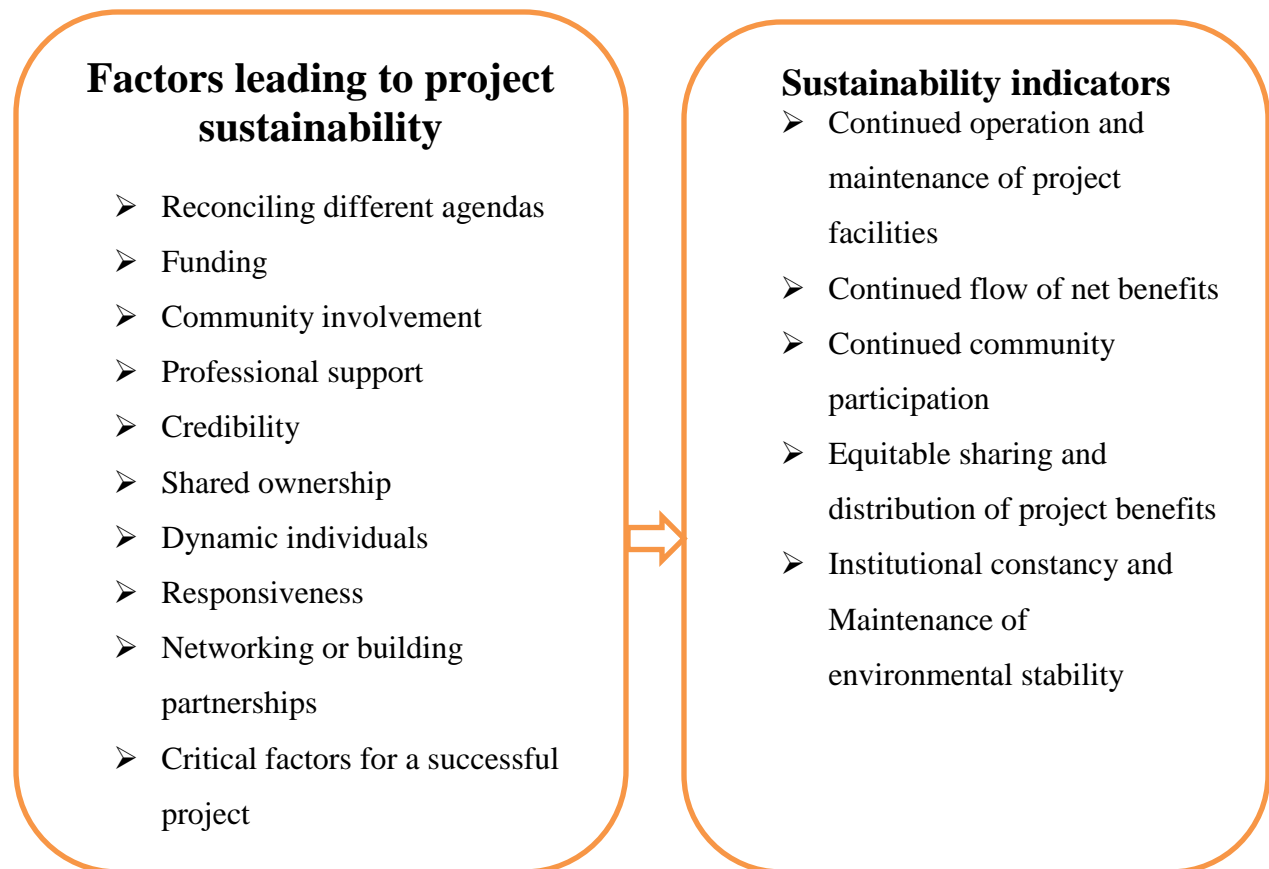 Factors leading to project
sustainability
➢ Reconciling different agendas
➢ Funding
➢ Community involvement
➢ Professional support
➢ Credibility
➢ Shared ownership
➢ Dynamic individuals
➢ Responsiveness
➢ Networking or building
partnerships
➢ Critical factors for a successful
project
Sustainability indicators
➢ Continued operation and
maintenance of project
facilities
➢ Continued flow of net benefits
➢ Continued community
participation
➢ Equitable sharing and
distribution of project benefits
➢ Institutional constancy and
Maintenance of
environmental stability